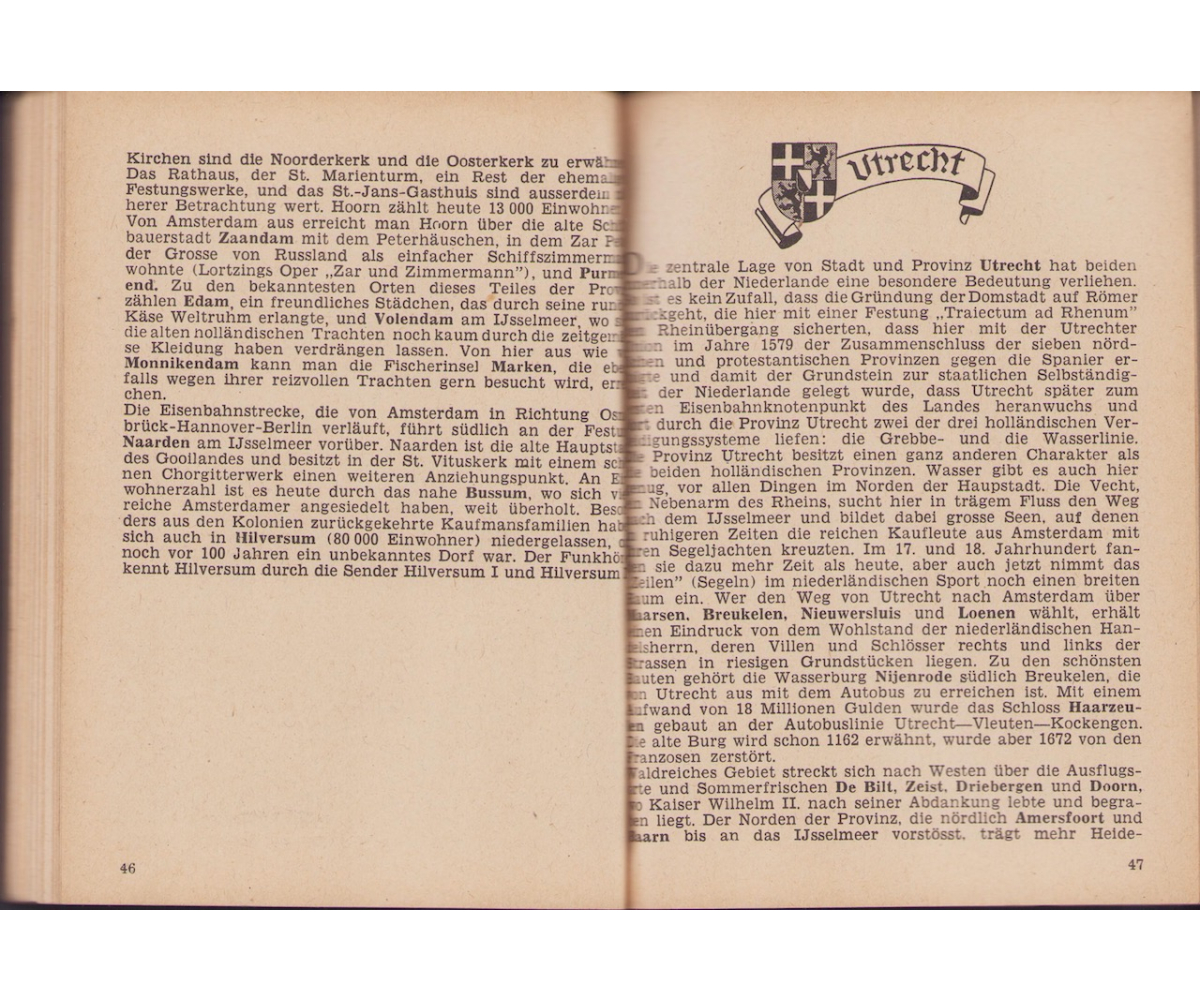 Kirchen sind die Noorderkerk und die Oosterkerk zu
Das Rathaus, der St. Marienturm, ein Rest der
Festungswerke, und das St.-Jans-Gasthuis sind ausserdem
herer Betrachtung wert. Hoorn zählt heute 13 000
Von Amsterdam aus erreicht man Hoorn über die alte
bauerstadt Zaandam mit dem Peterhäuschen, in dem Zar
der Grosse von Russland als einfacher
wohnte (Lortzings Oper „Zar und Zimmermann”), und
end. Zu den bekanntesten Orten dieses Teiles der
zählen Edam, ein freundliches Städchen, das durch seine
Käse Weltruhm erlangte, und Volendam am IJsselmeer, wo
die alten holländischen Trachten noch kaum durch die
se Kleidung haben verdrängen lassen. Von hier aus wie
Monnikendam kann man die Fischerinsel Marken, die
falls wegen ihrer reizvollen Trachten gern besucht wird,
chen.
Die Eisenbahnstrecke, die von Amsterdam in Richtung
brück-Hannover-Berlin verläuft, führt südlich an der
Naarden am IJsselmeer vorüber. Naarden ist die alte
des Gooilandes und besitzt in der St. Vituskerk mit einem
nen Chorgitterwerk einen weiteren Anziehungspunkt. An
wohnerzahl ist es heute durch das nahe Bussum, wo sich
reiche Amsterdamer angesiedelt haben, weit überholt.
ders aus den Kolonien zurückgekehrte Kaufmansfamilien
sich auch in Hilversum (80 000 Einwohner) niedergelassen,
noch vor 100 Jahren ein unbekanntes Dorf war. Der
kennt Hilversum durch die Sender Hilversum I und Hilversum
46
Utrecht
zentrale Lage von Stadt und Provinz Utrecht hat beiden
der Niederlande eine besondere Bedeutung verliehen.
es kein Zufall, dass die Gründung der Domstadt auf Römer
die hier mit einer Festung „Traiectum ad Rhenum”
Rheinübergang sicherten, dass hier mit der Utrechter
im Jahre 1579 der Zusammenschluss der sieben nörd-
und protestantischen Provinzen gegen die Spanier er-
und damit der Grundstein zur staatlichen Selbständig-
der Niederlande gelegt wurde, dass Utrecht später zum
Eisenbahnknotenpunkt des Landes heranwuchs und
durch die Provinz Utrecht zwei der drei holländischen Ver-
digungssysteme liefen: die Grebbe- und die Wasserlinie.
Provinz Utrecht besitzt einen ganz anderen Charakter als
beiden holländischen Provinzen. Wasser gibt es auch hier
vor allen Dingen im Norden der Haupstadt. Die Vecht,
Nebenarm des Rheins, sucht hier in trägem Fluss den Weg
dem IJsselmeer und bildet dabei grosse Seen, auf denen
ruhigeren Zeiten die reichen Kaufleute aus Amsterdam mit
Segeljachten kreuzten. Im 17. und 18. Jahrhundert fan-
sie dazu mehr Zeit als heute, aber auch jetzt nimmt das
„Zeilen” (Segeln) im niederländischen Sport noch einen breiten
Raum ein. Wer den Weg von Utrecht nach Amsterdam über
Maarsen, Breukelen, Nieuwersluis und Loenen wählt, erhält
einen Eindruck von dem Wohlstand der niederländischen Han-
delsherrn, deren Villen und Schlösser rechts und links der
Strassen in riesigen Grundstücken liegen. Zu den schönsten
Bauten gehört die Wasserburg Nijenrode südlich Breukelen, die
von Utrecht aus mit dem Autobus zu erreichen ist. Mit einem
Aufwand von 18 Millionen Gulden wurde das Schloss Haarzeu-
en gebaut an der Autobuslinie Utrecht—Vleuten—Kockengen.
Die alte Burg wird schon 1162 erwähnt, wurde aber 1672 von den
Franzosen zerstört.
Waldreiches Gebiet streckt sich nach Westen über die Ausflugs-
orte und Sommerfrischen De Bilt, Zeist, Driebergen und Doorn,
wo Kaiser Wilhelm II. nach seiner Abdankung lebte und begra-
ben liegt. Der Norden der Provinz, die nördlich Amersfoort und
Baarn bis an das IJsselmeer vorstösst, trägt mehr Heide-
47